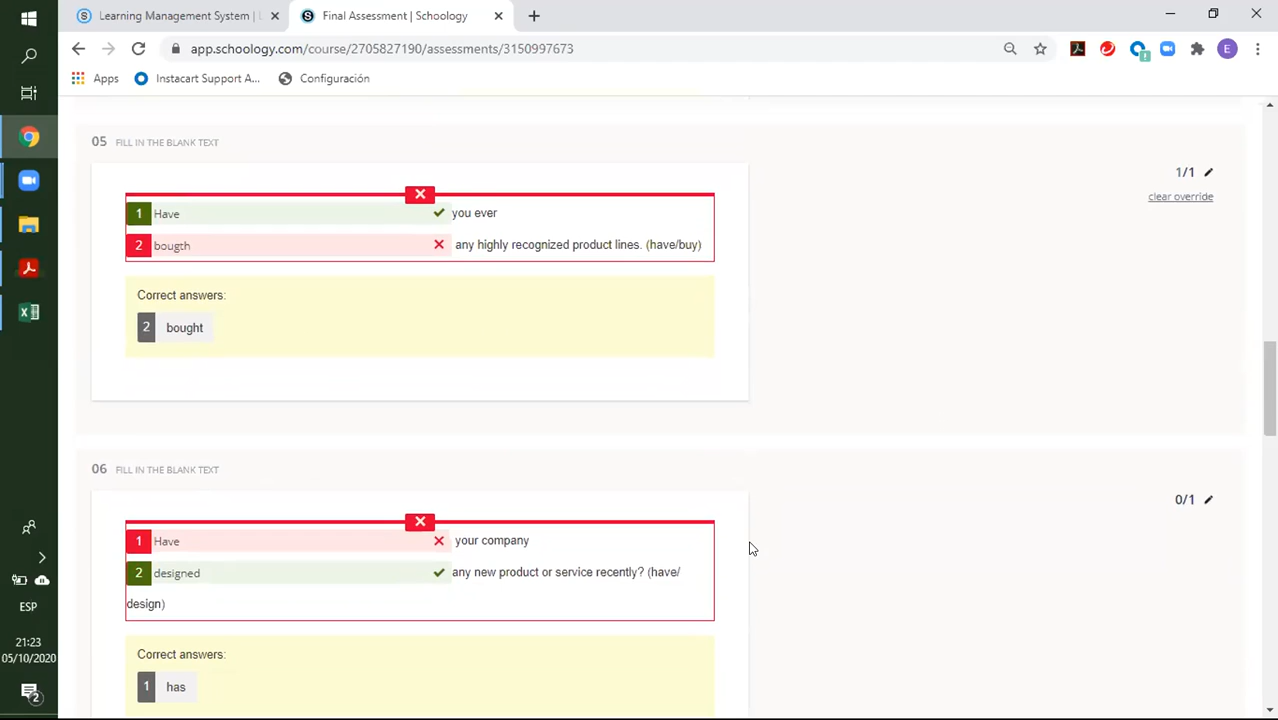 Learning Management System | L
Final Assessment | Schoology
app.schoology.com/course/2705827190/assessments/3150997673
E
Apps
Instacart Support A...
Configuración
05 FILL IN THE BLANK TEXT
1/1
clear override
1 Have you ever
2 bougth any highly recognized product lines. (have/buy)
Correct answers:
2 bought
06 FILL IN THE BLANK TEXT
0/1
1 Have your company
2 designed any new product or service recently? (have/
design)
Correct answers:
1 has
ESP
21:23
05/10/2020
2